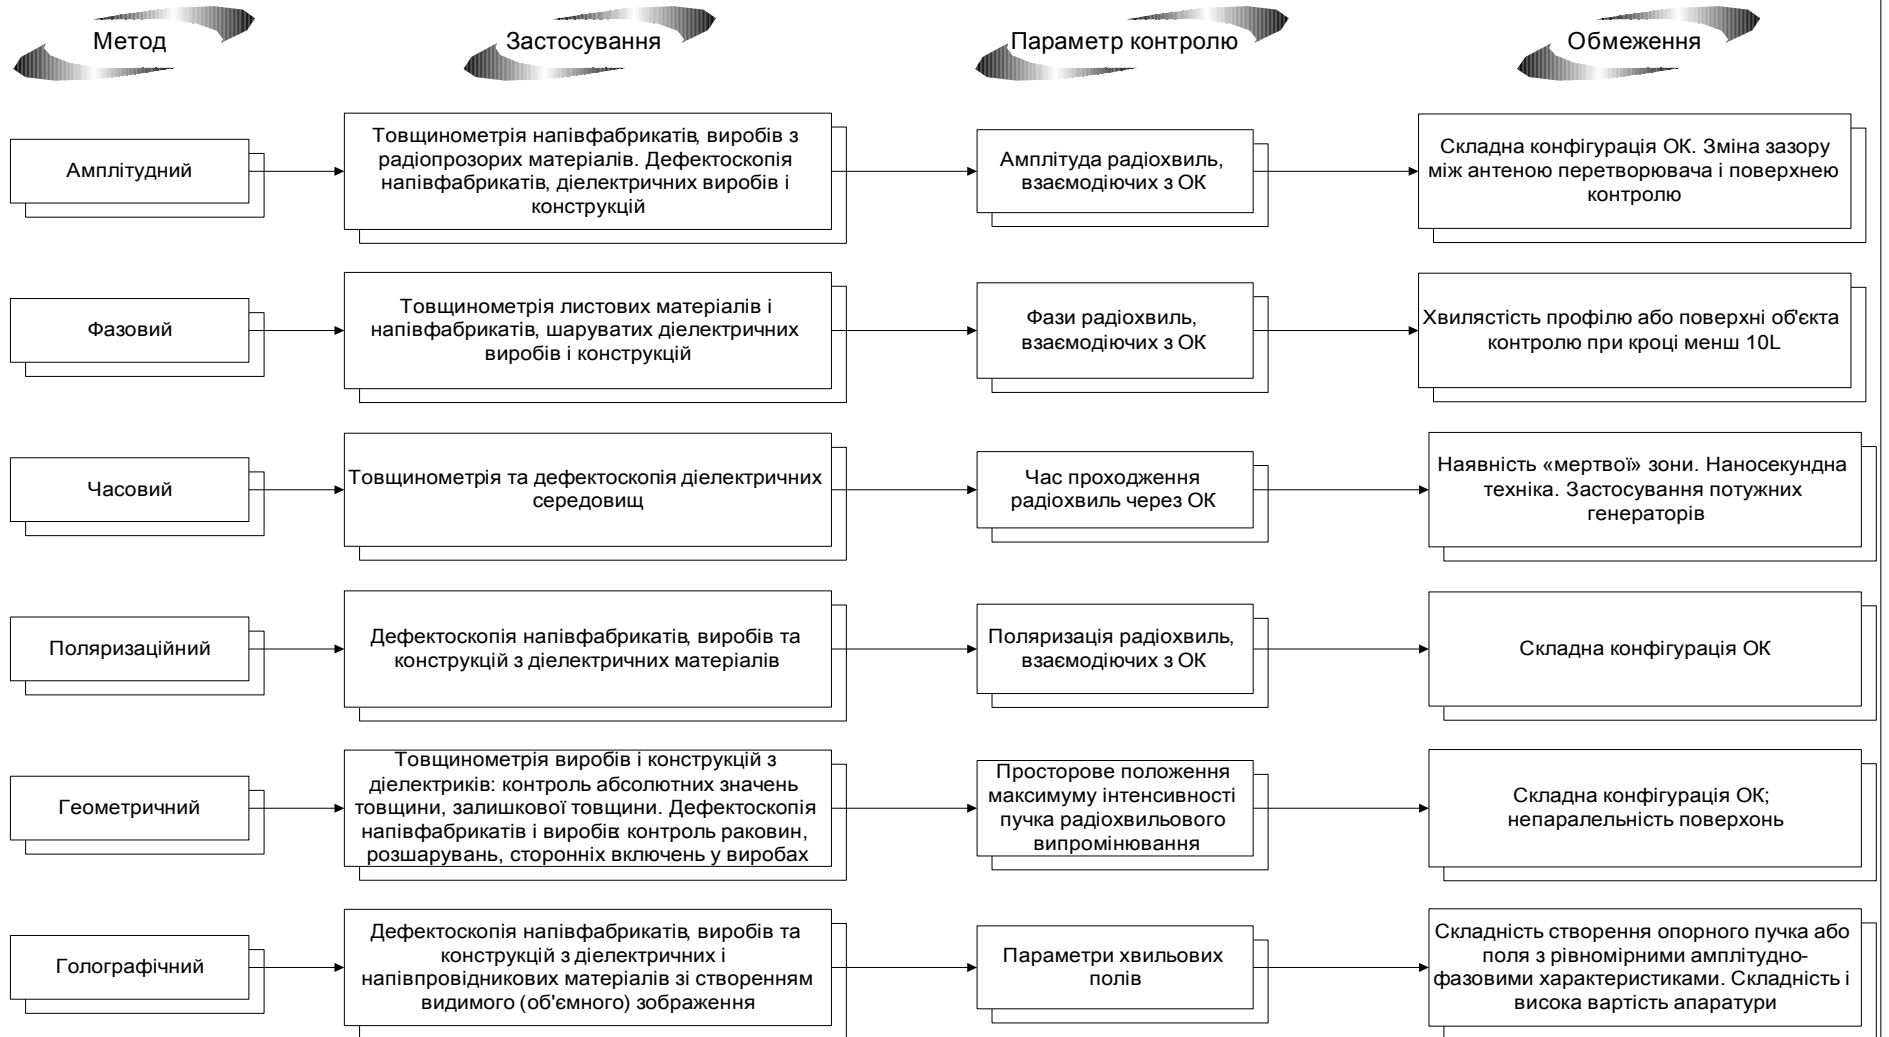 Метод
Застосування
Параметр контролю
Обмеження
Амплітудний
Товщинометрія напівфабрикатів, виробів з
радіопрозорих матеріалів. Дефектоскопія
напівфабрикатів, діелектричних виробів і
конструкцій
Амплітуда радіохвиль,
взаємодіючих з ОК
Складна конфігурація ОК. Зміна зазору
між антеною перетворювача і поверхнею
контролю
Фазовий
Товщинометрія листових матеріалів і
напівфабрикатів, шаруватих діелектричних
виробів і конструкцій
Фази радіохвиль,
взаємодіючих з ОК
Хвилястість профілю або поверхні об'єкта
контролю при кроці менш 10L
Часовий
Товщинометрія та дефектоскопія діелектричних
середовищ
Час проходження
радіохвиль через ОК
Наявність «мертвої» зони. Наносекундна
техніка. Застосування потужних
генераторів
Поляризаційний
Дефектоскопія напівфабрикатів, виробів та
конструкцій з діелектричних матеріалів
Поляризація радіохвиль,
взаємодіючих з ОК
Складна конфігурація ОК
Геометричний
Товщинометрія виробів і конструкцій з
діелектриків: контроль абсолютних значень
товщини, залишкової товщини. Дефектоскопія
напівфабрикатів і виробів: контроль раковин,
розшарувань, сторонніх включень у виробах
Просторове положення
максимуму інтенсивності
пучка радіохвильового
випромінювання
Складна конфігурація ОК;
непаралельність поверхонь
Голографічний
Дефектоскопія напівфабрикатів, виробів та
конструкцій з діелектричних і
напівпровідникових матеріалів зі створенням
видимого (об'ємного) зображення
Параметри хвильових
полів
Складність створення опорного пучка або
поля з рівномірними амплітудно-
фазовими характеристиками. Складність і
висока вартість апаратури